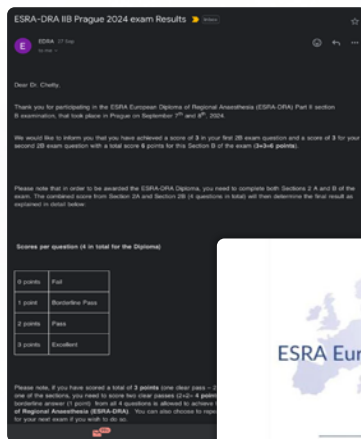 ESRA-DRA IIB Prague 2024 exam Results
Inbox
E
EDRA 27 Sep
to me
Dear Dr. Chetty,
Thank you for participating in the ESRA European Diploma of Regional Anaesthesia (ESRA-DRA) Part II section
B examination, that took place in Prague on September 7th and 8th, 2024.
We would like to inform you that you have achieved a score of 3 in your first 2B exam question and a score of 3 for your
second 2B exam question with a total score 6 points for this Section B of the exam (3+3=6 points).
Please note that in order to be awarded the ESRA-DRA Diploma, you need to complete both Sections 2 A and B of the
exam. The combined score from Section 2A and Section 2B (4 questions in total) will then determine the final result as
explained in detail below:
Scores per question (4 in total for the Diploma)
0 points Fail
1 point Borderline Pass
2 points Pass
3 points Excellent
Please note, if you have scored a total of 3 points (one clear pass – 2
one of the sections, you need to score two clear passes (2+2= 4 point
borderline answer (1 point) from all 4 questions is allowed to achieve
of Regional Anaesthesia (ESRA-DRA). You can also choose to repe
for your next exam if you wish to do so.
ESRA Eur